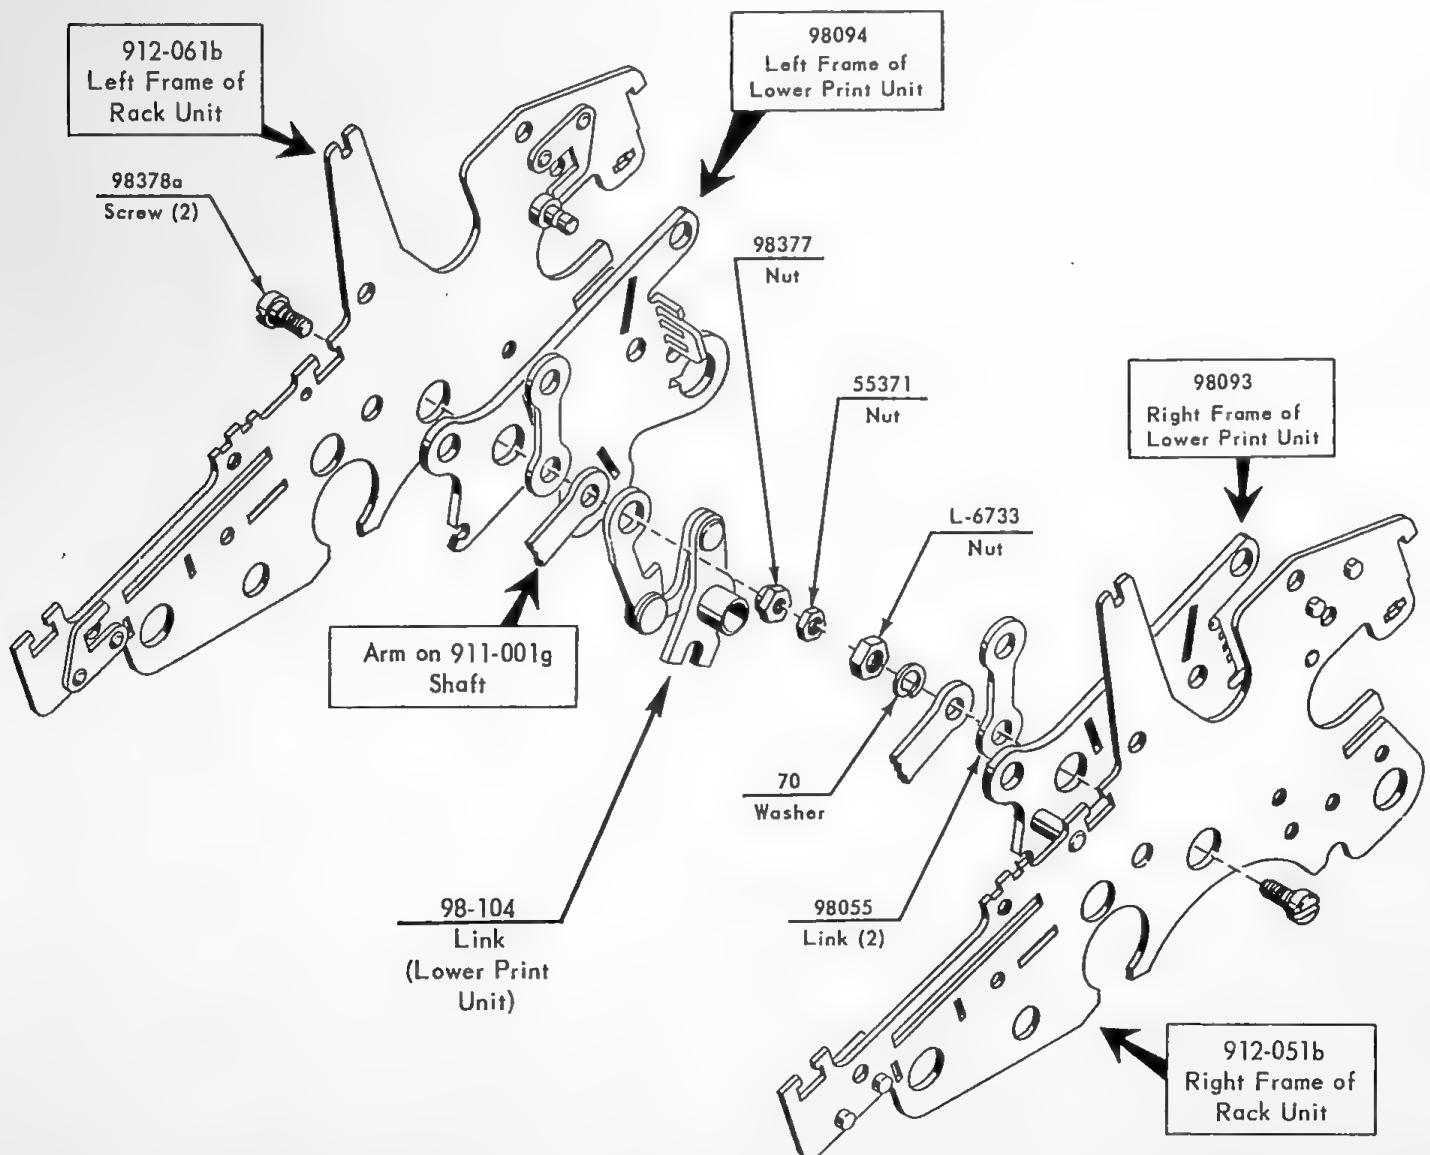 912-061b
Left Frame of
Rack Unit
98094
Left Frame of
Lower Print Unit
98378a
Screw (2)
98377
Nut
55371
Nut
98093
Right Frame of
Lower Print Unit
L-6733
Nut
Arm on 911-001g
Shaft
70
Washer
98-104
Link
(Lower Print
Unit)
98055
Link (2)
912-051b
Right Frame of
Rack Unit